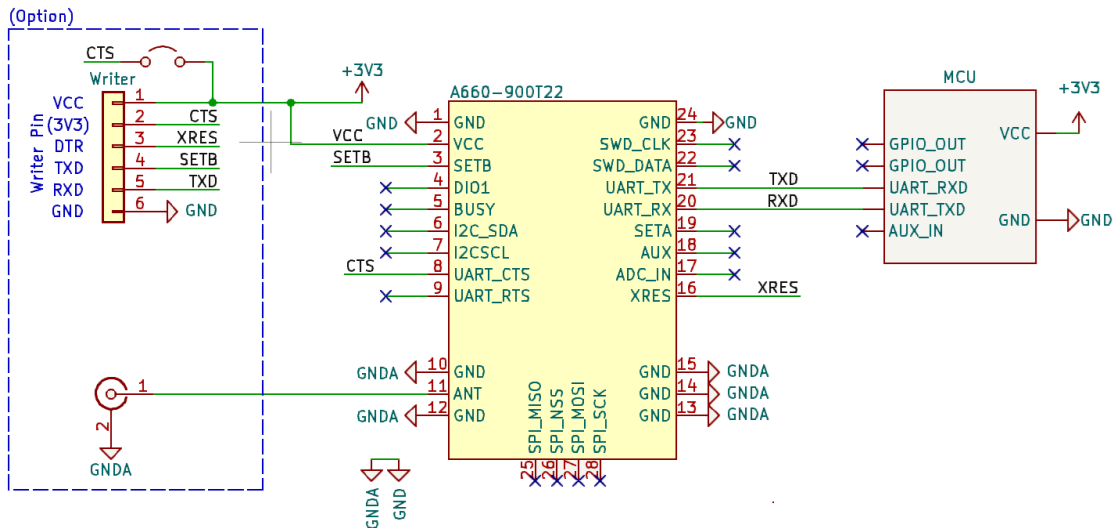 (Option)
CTS
Writer
Writer Pin
VCC 1
(3V3) 2 CTS
DTR 3 XRES
TXD 4 SETB
RXD 5 TXD
GND 6 GND
+3V3
VCC
SETB
CTS
1
2
GNDA
A660-900T22
GND 1 GND
2 VCC
3 SETB
4 DIO1
5 BUSY
6 I2C_SDA
7 I2CSCL
8 UART_CTS
9 UART_RTS
GNDA 10 GND
11 ANT
GNDA 12 GND
GND 24 GND
SWD_CLK 23
SWD_DATA 22
UART_TX 21 TXD
UART_RX 20 RXD
SETA 19
AUX 18
ADC_IN 17
XRES 16 XRES
GND 15 GNDA
GND 14 GNDA
GND 13 GNDA
SPI_MISO 25
SPI_NSS 26
SPI_MOSI 27
SPI_SCK 28
GNDA
GND
MCU
+3V3
VCC
GPIO_OUT
GPIO_OUT
UART_RXD
UART_TXD
AUX_IN
GND GND